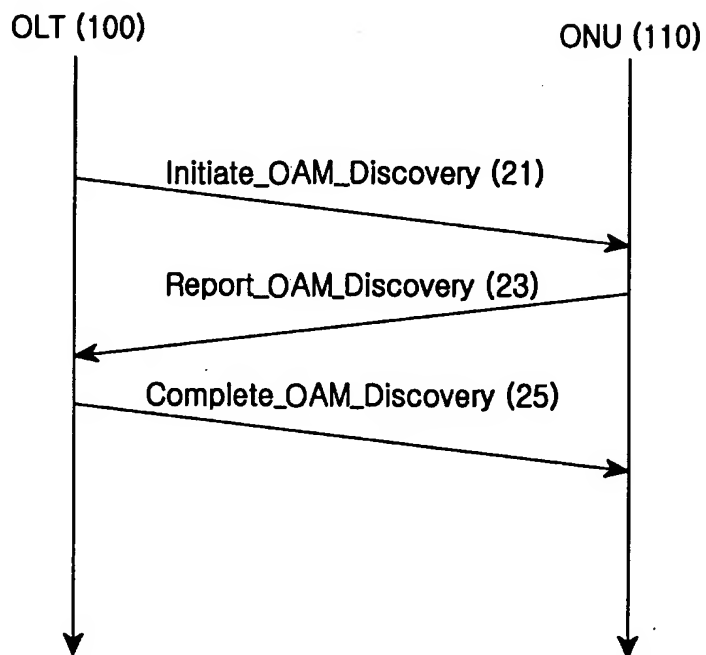 OLT (100)
ONU (110)
Initiate_OAM_Discovery (21)
Report_OAM_Discovery (23)
Complete_OAM_Discovery (25)